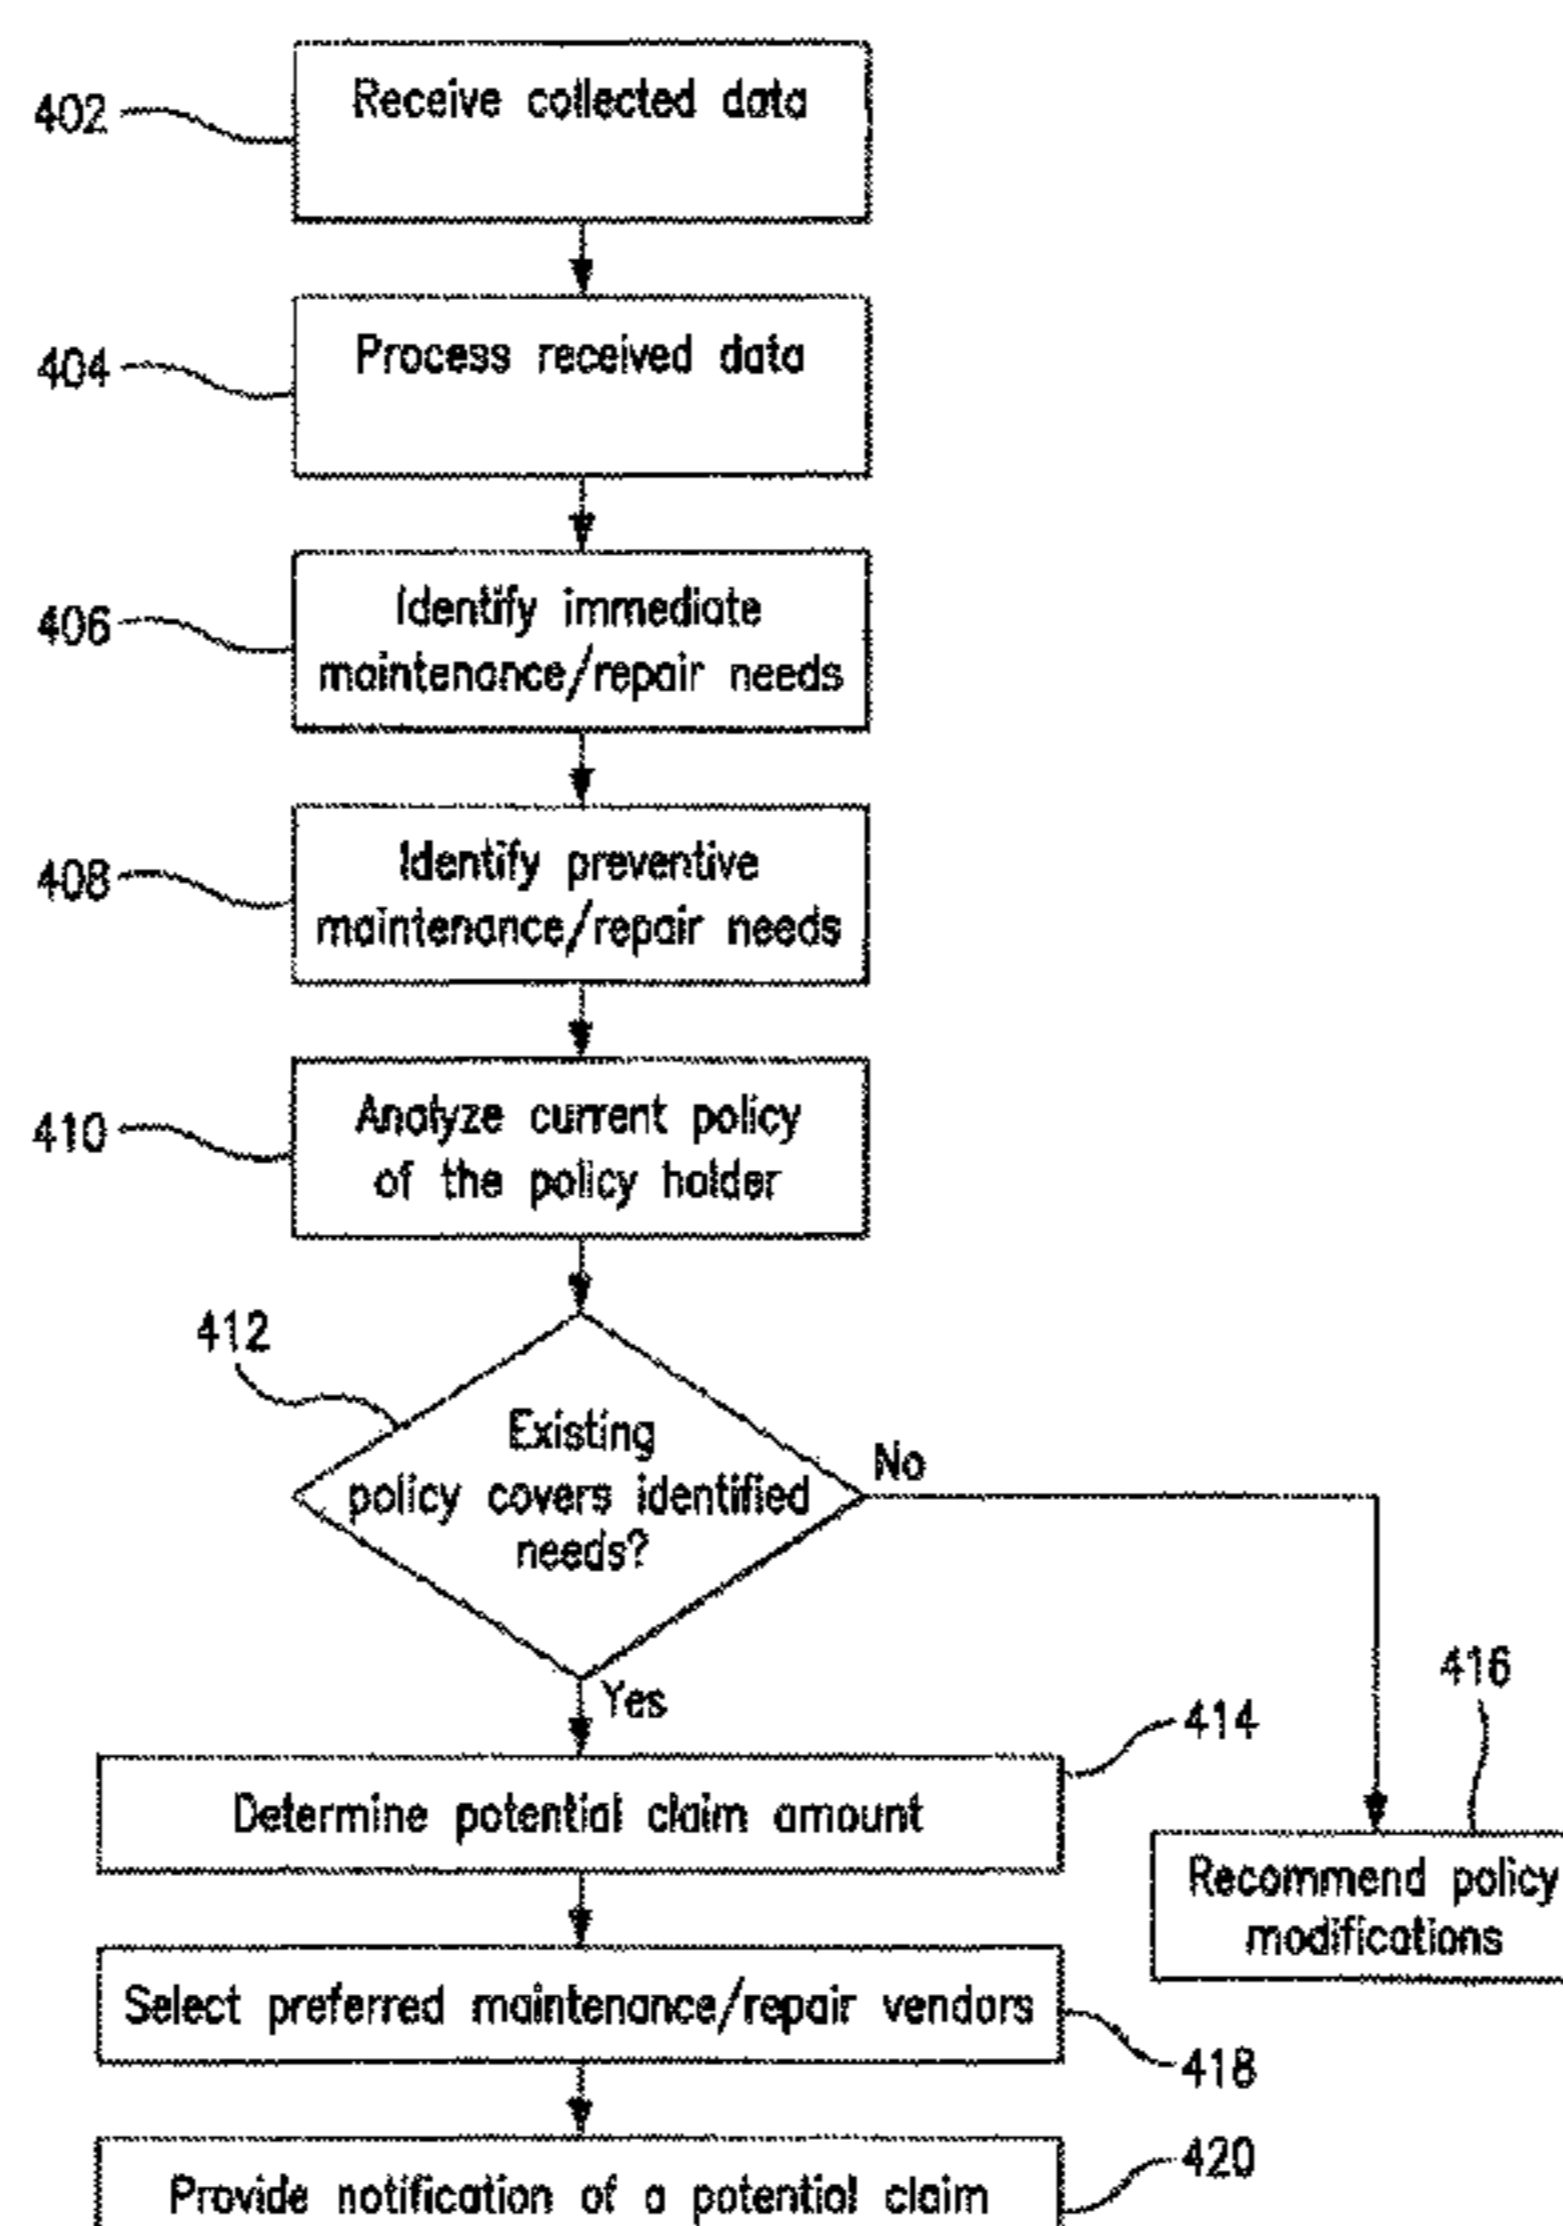 402
Receive collected data
404
Process received data
406
Identify immediate
maintenance/repair needs
408
Identify preventive
maintenance/repair needs
410
Analyze current policy
of the policy holder
412
Existing
policy covers identified
needs?
No
Yes
414
Determine potential claim amount
416
Recommend policy
modifications
Select preferred maintenance/repair vendors
418
Provide notification of a potential claim
420